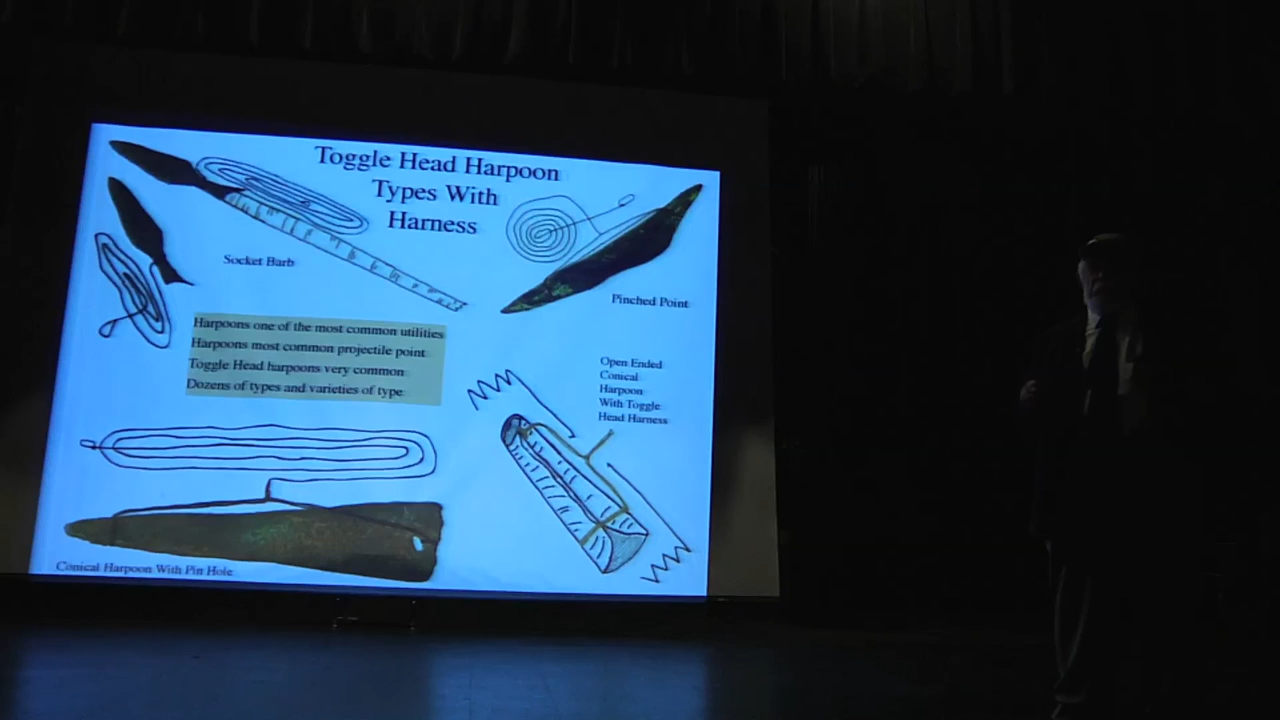 Toggle Head Harpoon
Types With
Harness
Socket Barb
Pinched Point
Harpoons one of the most common utilities
Harpoons most common projectile point
Toggle Head harpoons very common
Dozens of types and varieties of type
Open Ended
Conical
Harpoon
With Toggle
Head Harness
Conical Harpoon With Pin Hole